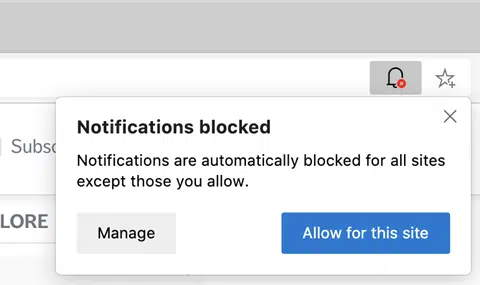 Notifications blocked
Subsc
Notifications are automatically blocked for all sites
except those you allow.
LORE
Manage
Allow for this site